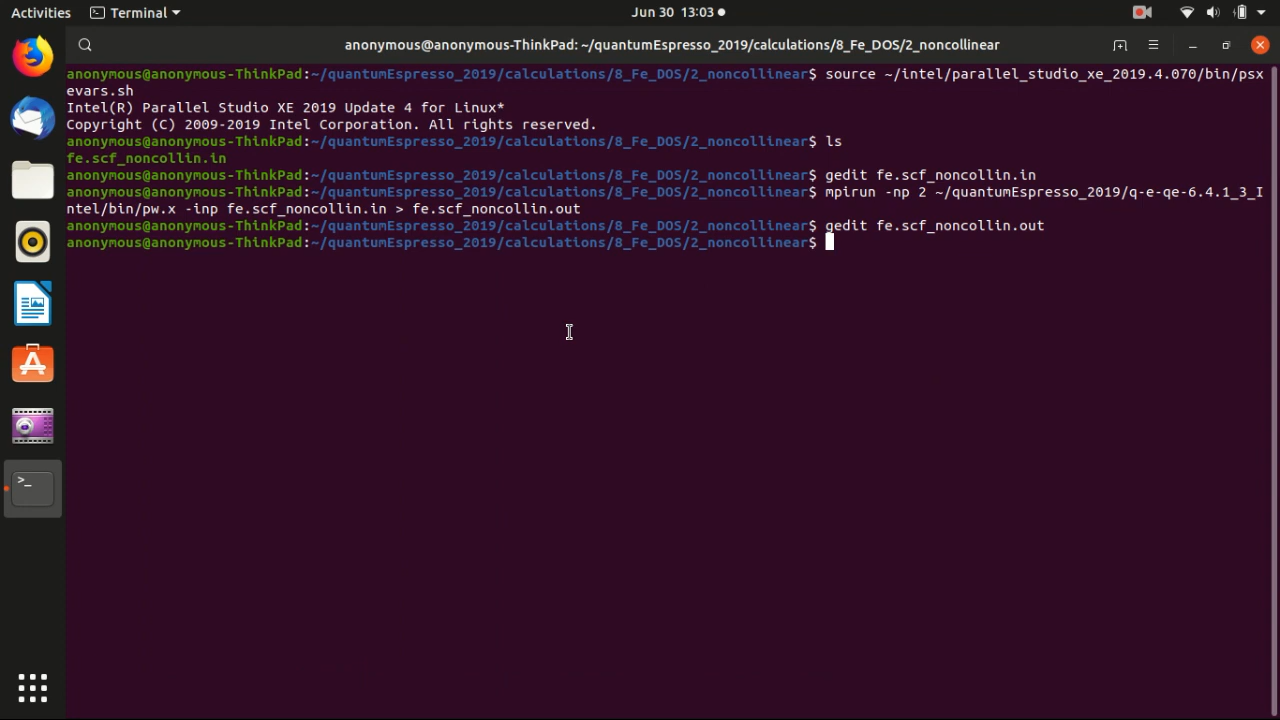 Activities
Terminal
Jun 30 13:03
anonymous@anonymous-ThinkPad: ~/quantumEspresso_2019/calculations/8_Fe_DOS/2_noncollinear
anonymous@anonymous-ThinkPad:~/quantumEspresso_2019/calculations/8_Fe_DOS/2_noncollinear$ source ~/intel/parallel_studio_xe_2019.4.070/bin/psx
evars.sh
Intel(R) Parallel Studio XE 2019 Update 4 for Linux*
Copyright (C) 2009-2019 Intel Corporation. All rights reserved.
anonymous@anonymous-ThinkPad:~/quantumEspresso_2019/calculations/8_Fe_DOS/2_noncollinear$ ls
fe.scf_noncollin.in
anonymous@anonymous-ThinkPad:~/quantumEspresso_2019/calculations/8_Fe_DOS/2_noncollinear$ gedit fe.scf_noncollin.in
anonymous@anonymous-ThinkPad:~/quantumEspresso_2019/calculations/8_Fe_DOS/2_noncollinear$ mpirun -np 2 ~/quantumEspresso_2019/q-e-qe-6.4.1_3_I
ntel/bin/pw.x -inp fe.scf_noncollin.in > fe.scf_noncollin.out
anonymous@anonymous-ThinkPad:~/quantumEspresso_2019/calculations/8_Fe_DOS/2_noncollinear$ gedit fe.scf_noncollin.out
anonymous@anonymous-ThinkPad:~/quantumEspresso_2019/calculations/8_Fe_DOS/2_noncollinear$